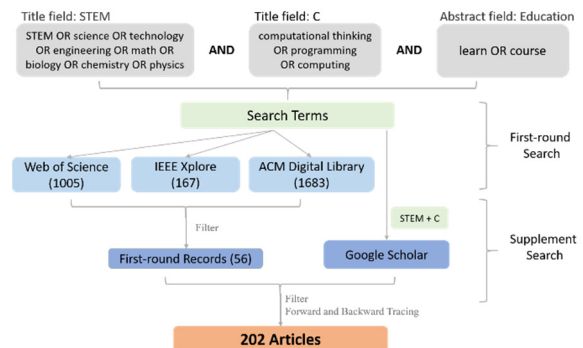 Title field: STEM
Title field: C
Abstract field: Education
STEM OR science OR technology
OR engineering OR math OR
biology OR chemistry OR physics
AND
computational thinking
OR programming
OR computing
AND
learn OR course
Search Terms
First-round
Search
Web of Science
(1005)
IEEE Xplore
(167)
ACM Digital Library
(1683)
STEM + C
Filter
Supplement
Search
First-round Records (56)
Google Scholar
Filter
Forward and Backward Tracing
202 Articles